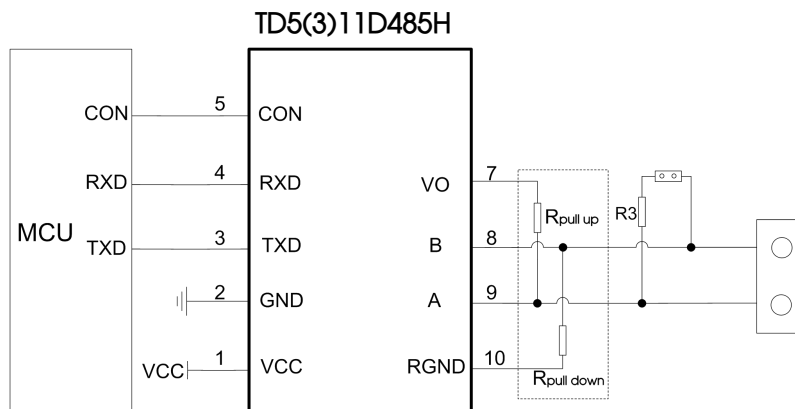 TD5(3)11D485H
CON 5 CON
RXD 4 RXD VO 7
Rpull up R3
MCU TXD 3 TXD B 8
2 GND A 9
VCC 1 VCC RGND 10
Rpull down